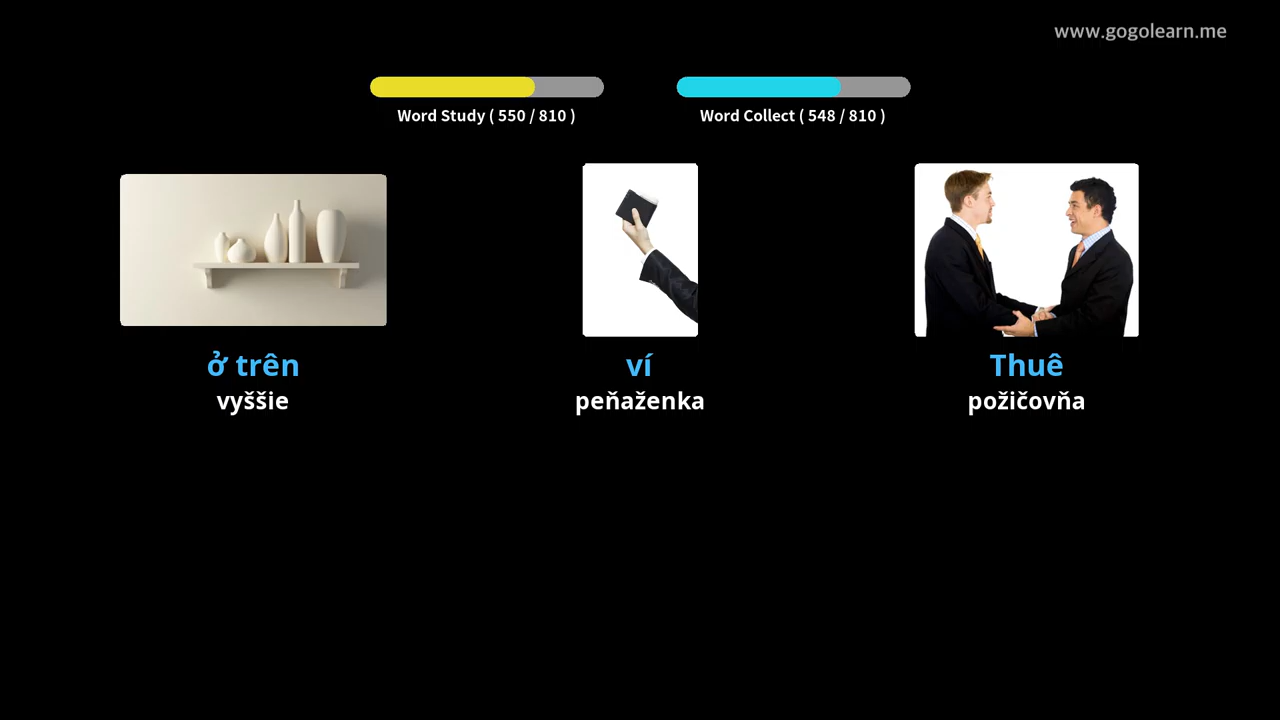 www.gogolearn.me
Word Study ( 550 / 810 )
Word Collect ( 548 / 810 )
ở trên
vyššie
ví
peňaženka
Thuê
požičovňa